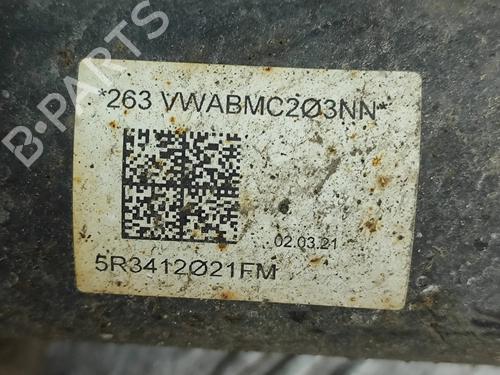 *263 VWABMC2Ø3NN*
02.03.21
5R3412Ø21FM
B-PARTS